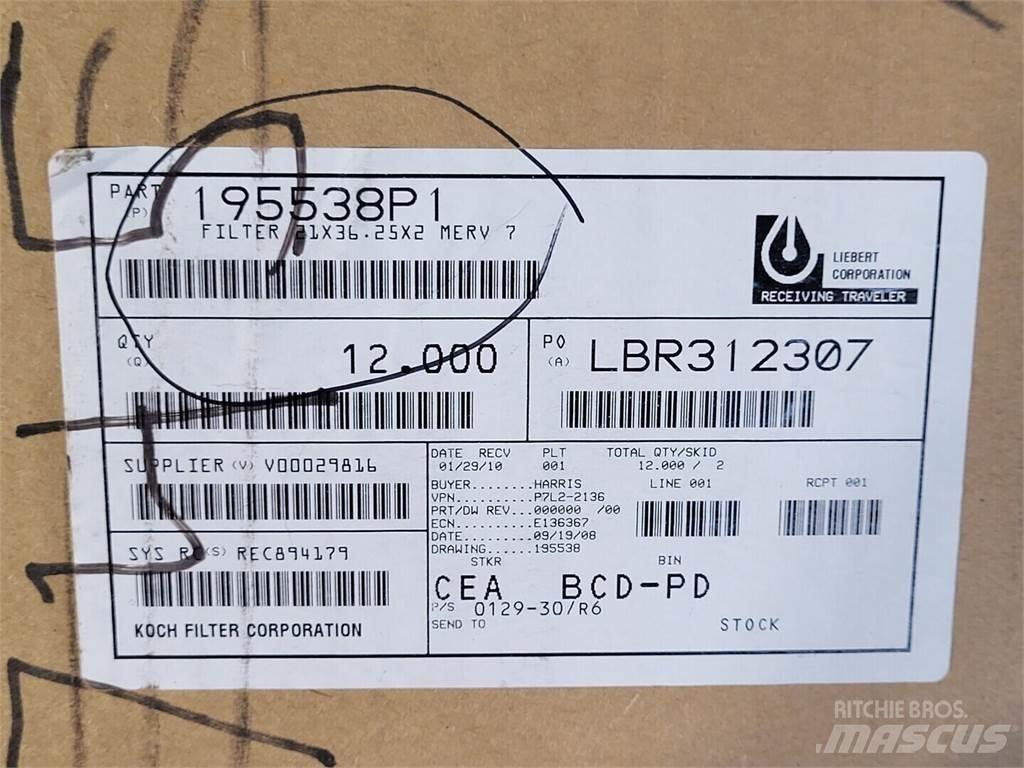 PART
(P)
195538P1
FILTER 21X36.25X2 MERV 7
LIEBERT
CORPORATION
RECEIVING TRAVELER
QTY
(Q)
12.000
PO
(A)
LBR312307
SUPPLIER (V) V00029816
SYS RC(S) REC894179
KOCH FILTER CORPORATION
DATE RECV PLT TOTAL QTY/SKID
01/29/10 001 12.000 / 2
BUYER.......HARRIS LINE 001 RCPT 001
VPN.........P7L2-2136
PRT/DW REV...000000 /00
ECN.........E136367
DATE........09/19/08
DRAWING.....195538
STKR BIN
CEA BCD-PD
P/S 0129-30/R6
SEND TO STOCK
RITCHIE BROS.
MASCUS